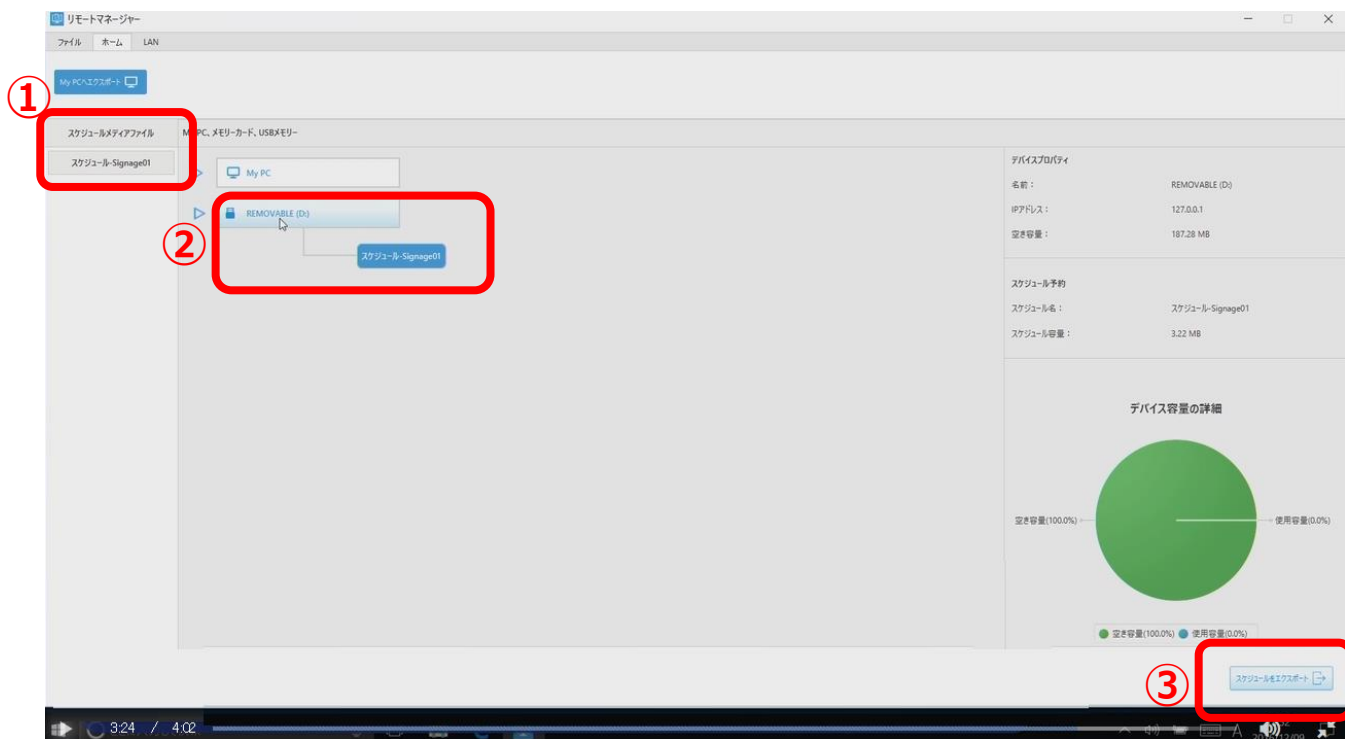 リモートマネージャー
ファイル ホーム LAN
①
My PCへエクスポート
スケジュールメディアファイル
PC、メモリーカード、USBメモリー
スケジュール-Signage01
My PC
②
REMOVABLE (D:)
スケジュール-Signage01
デバイスプロパティ
名前： REMOVABLE (D:)
IPアドレス： 127.0.0.1
空き容量： 187.28 MB
スケジュール予約
スケジュール名： スケジュール-Signage01
スケジュール容量： 3.22 MB
デバイス容量の詳細
空き容量(100.0%) 使用容量(0.0%)
空き容量(100.0%) 使用容量(0.0%)
③
スケジュールをエクスポート
3:24 / 4:02
A